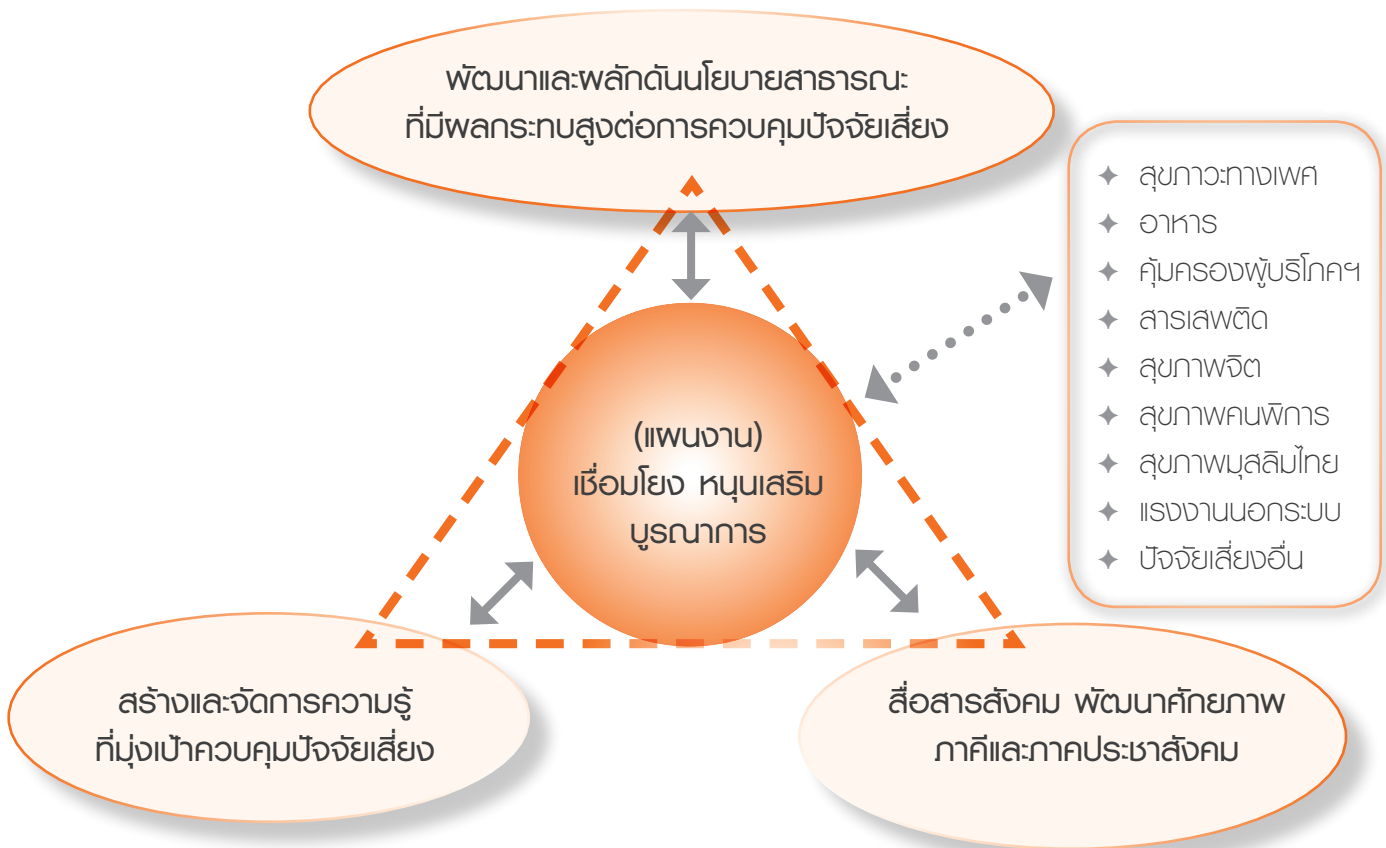 พัฒนาและผลักดันนโยบายสาธารณะ
ที่มีผลกระทบสูงต่อการควบคุมปัจจัยเสี่ยง
สุขภาวะทางเพศ
อาหาร
คุ้มครองผู้บริโภคฯ
สารเสพติด
สุขภาพจิต
สุขภาพคนพิการ
สุขภาพมุสลิมไทย
แรงงานนอกระบบ
ปัจจัยเสี่ยงอื่น
(แผนงาน)
เชื่อมโยง หนุนเสริม
บูรณาการ
สร้างและจัดการความรู้
ที่มุ่งเป้าควบคุมปัจจัยเสี่ยง
สื่อสารสังคม พัฒนาศักยภาพ
ภาคีและภาคประชาสังคม